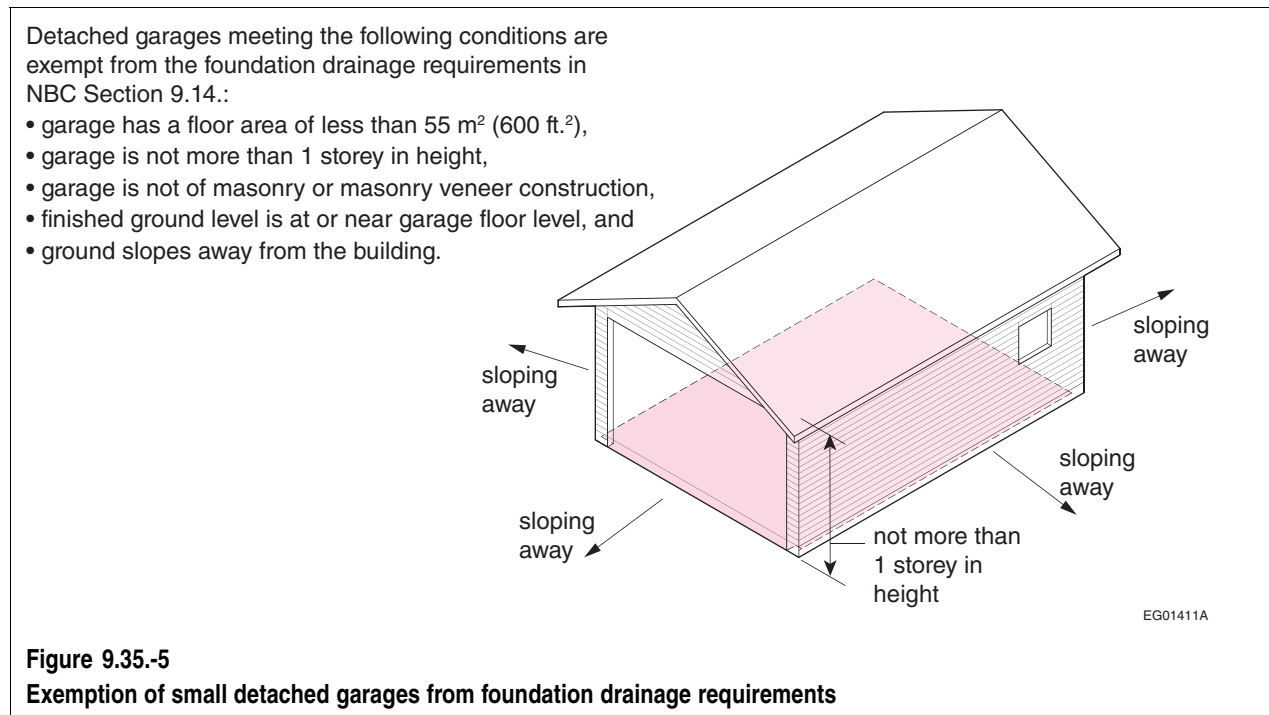 Detached garages meeting the following conditions are
exempt from the foundation drainage requirements in
NBC Section 9.14.:
• garage has a floor area of less than 55 m² (600 ft.²),
• garage is not more than 1 storey in height,
• garage is not of masonry or masonry veneer construction,
• finished ground level is at or near garage floor level, and
• ground slopes away from the building.
sloping
away
sloping
away
sloping
away
sloping
away
not more than
1 storey in
height
EG01411A
Figure 9.35.-5
Exemption of small detached garages from foundation drainage requirements